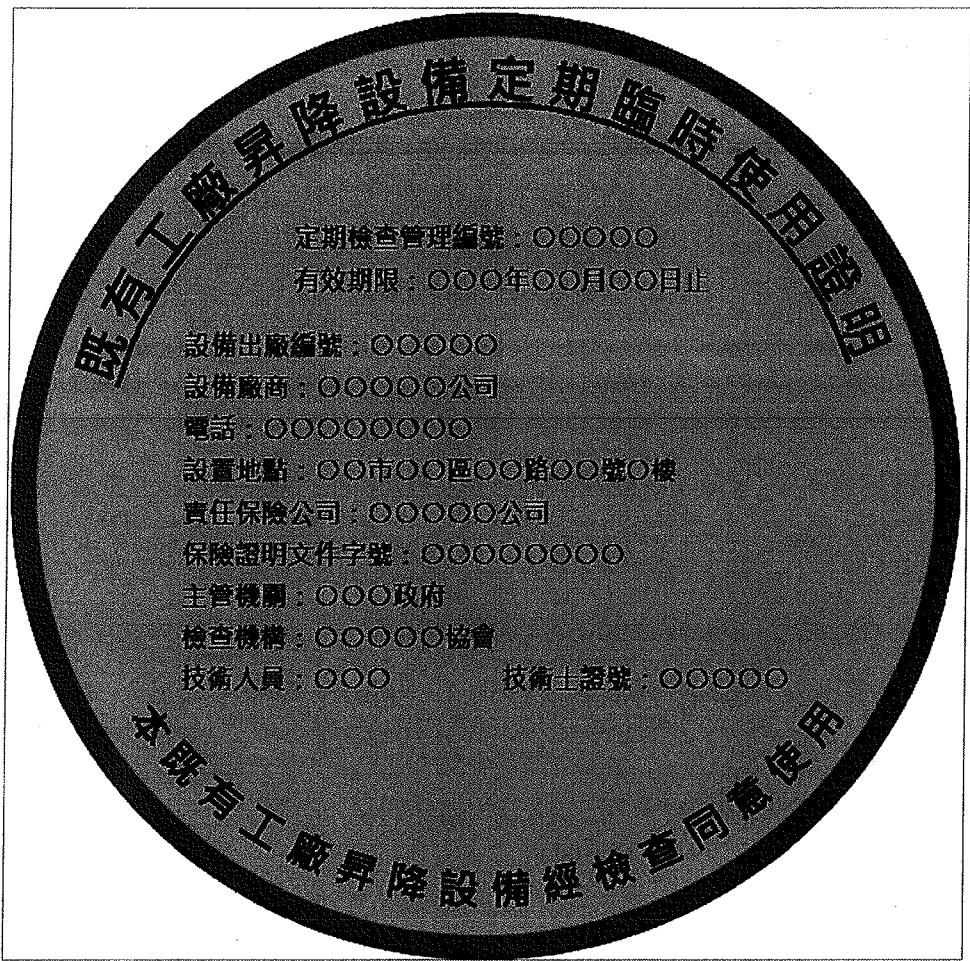 既有工廠昇降設備定期臨時使用證明
定期檢查管理編號：○○○○○
有效期限：○○○年○○月○○日止
設備出廠編號：○○○○○
設備廠商：○○○○○公司
電話：○○○○○○○○
設置地點：○○市○○區○○路○○號○樓
責任保險公司：○○○○○公司
保險證明文件字號：○○○○○○○○
主管機關：○○○政府
檢查機構：○○○○○協會
技術人員：○○○ 技術士證號：○○○○○
本既有工廠昇降設備經檢查同意使用